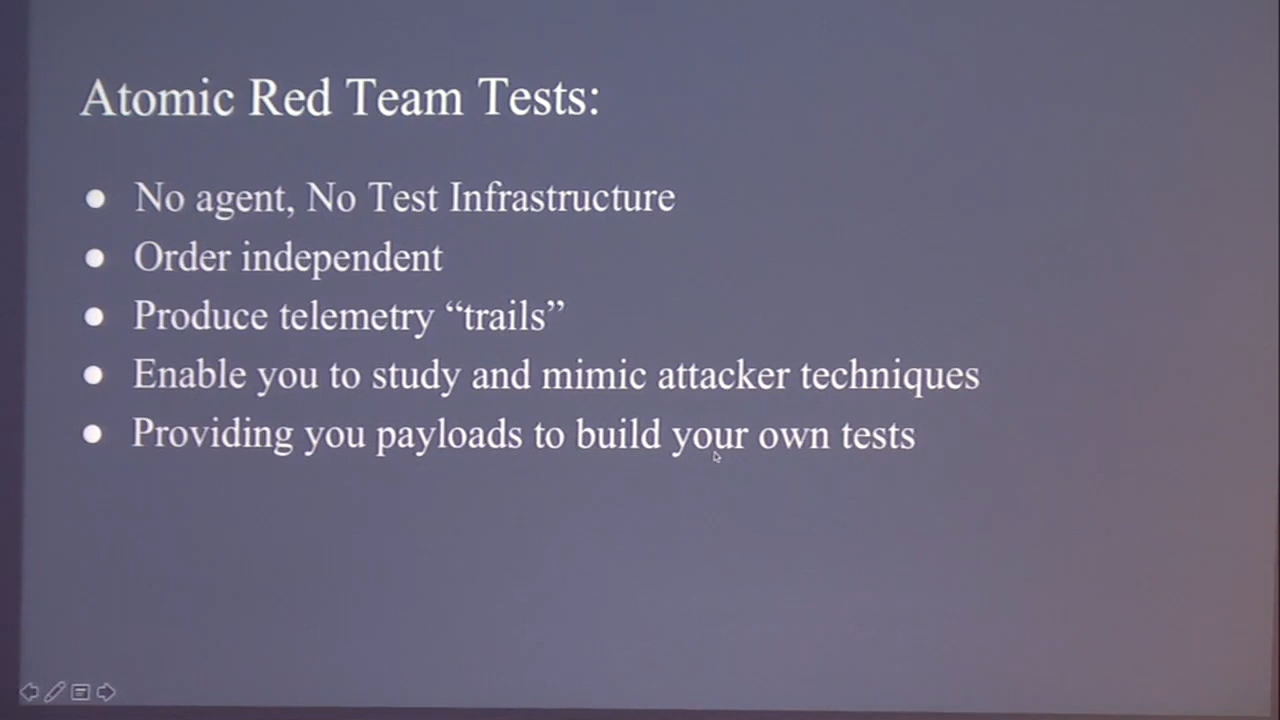 Atomic Red Team Tests:
● No agent, No Test Infrastructure
● Order independent
● Produce telemetry “trails”
● Enable you to study and mimic attacker techniques
● Providing you payloads to build your own tests